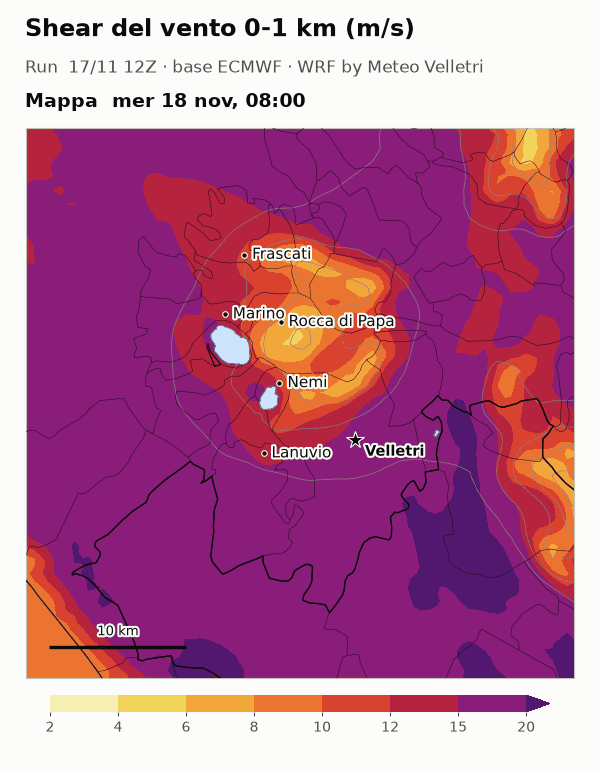 Shear del vento 0-1 km (m/s)
Run 17/11 12Z · base ECMWF · WRF by Meteo Velletri
Mappa mer 18 nov, 08:00
Frascati
Marino
Rocca di Papa
Nemi
Velletri
Lanuvio
10 km
2 4 6 8 10 12 15 20